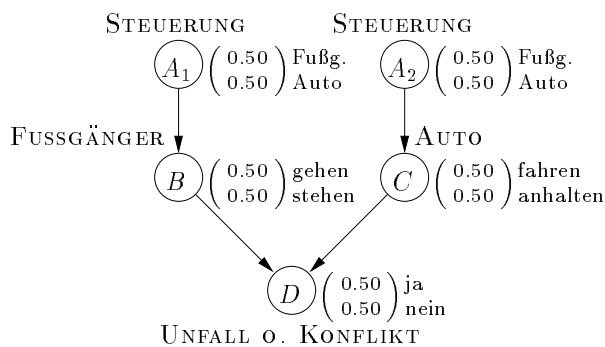 STEUERUNG STEUERUNG
A1 ( 0.50 ) Fußg. A2 ( 0.50 ) Fußg.
( 0.50 ) Auto ( 0.50 ) Auto
FUSSGÄNGER AUTO
B ( 0.50 ) gehen C ( 0.50 ) fahren
( 0.50 ) stehen ( 0.50 ) anhalten
D ( 0.50 ) ja
( 0.50 ) nein
UNFALL O. KONFLIKT